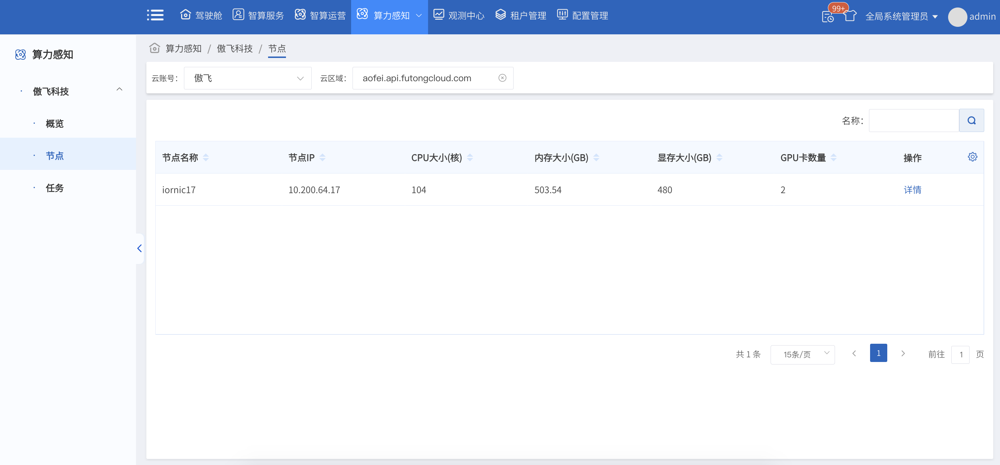 驾驶舱 智算服务 智算运营 算力感知 观测中心 租户管理 配置管理 99+ 全局系统管理员 admin
算力感知
傲飞科技
概览
节点
任务
算力感知 / 傲飞科技 / 节点
云账号： 傲飞 云区域： aofei.api.futongcloud.com
名称：
节点名称 节点IP CPU大小(核) 内存大小(GB) 显存大小(GB) GPU卡数量 操作
iornic17 10.200.64.17 104 503.54 480 2 详情
共 1 条 15条/页 1 前往 1 页